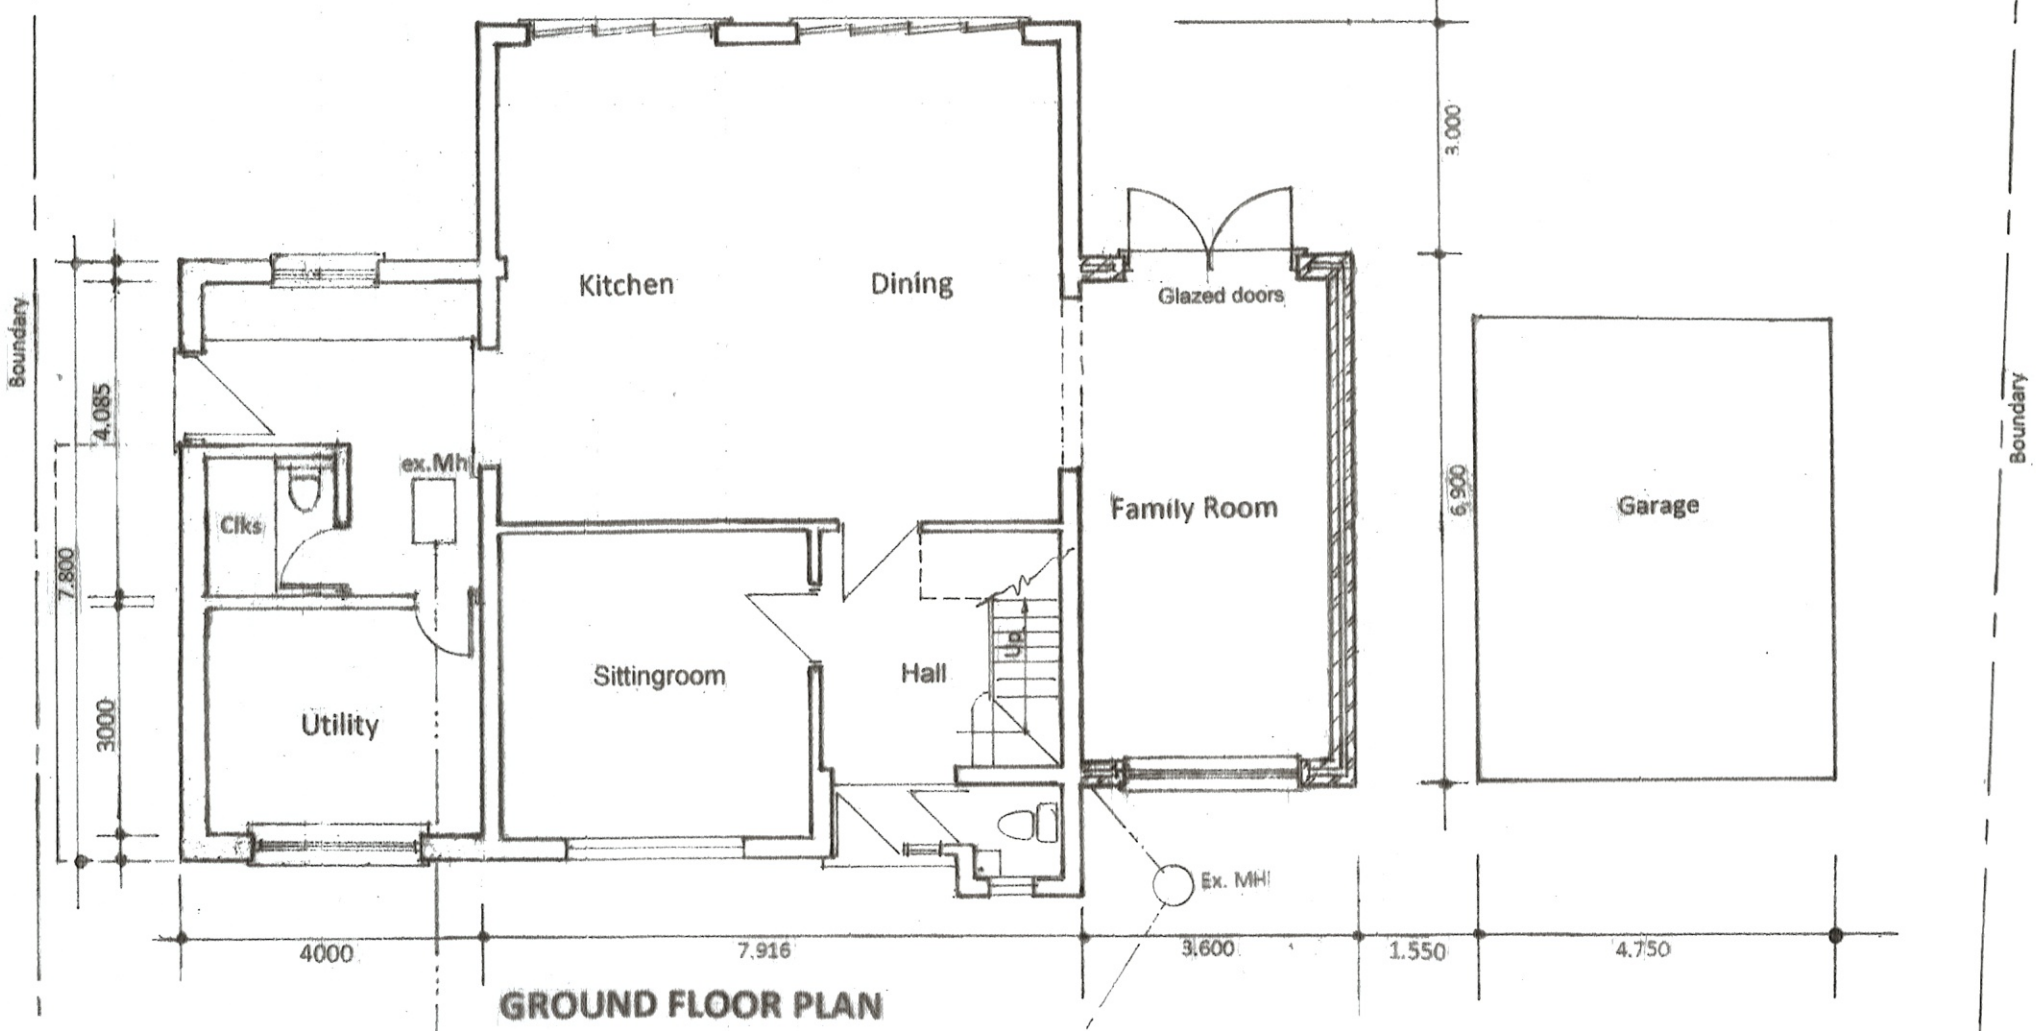 3.000
Kitchen
Dining
Glazed doors
Boundary
Boundary
4.085
ex.Mh
Clks
Family Room
6.900
Garage
7.800
Up
Sittingroom
Hall
Utility
3000
Ex. MH
4000
7.916
3.600
1.550
4.750
GROUND FLOOR PLAN